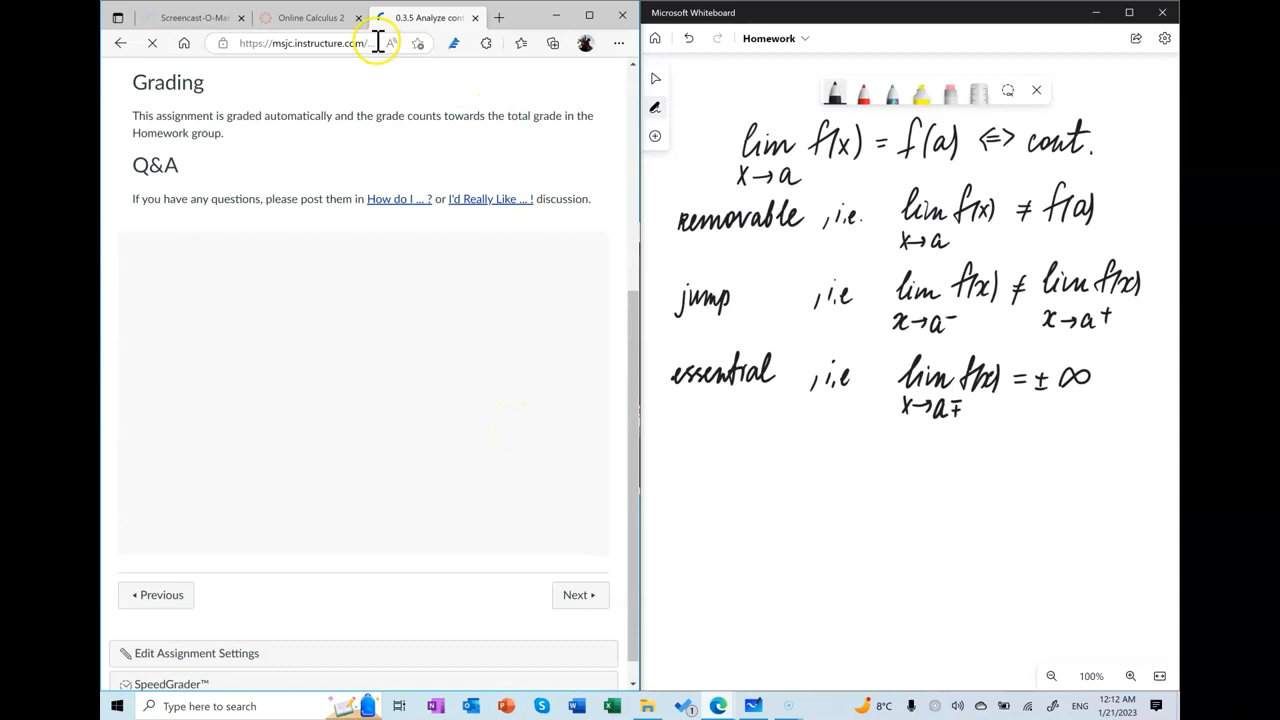 Screencast-O-Mat
Online Calculus 2
0.3.5 Analyze con
https://msjc.instructure.com/...
Grading
This assignment is graded automatically and the grade counts towards the total grade in the
Homework group.
Q&A
If you have any questions, please post them in How do I ... ? or I'd Really Like ... ! discussion.
Previous
Next
Edit Assignment Settings
SpeedGrader™
Microsoft Whiteboard
Homework
lim f(x) = f(a) <=> cont.
x→a
removable , i.e. lim f(x) ≠ f(a)
x→a
jump , i.e lim f(x) ≠ lim f(x)
x→a⁻ x→a⁺
essential , i.e lim f(x) = ± ∞
x→a∓
100%
Type here to search
8°C
12:12 AM
1/21/2023